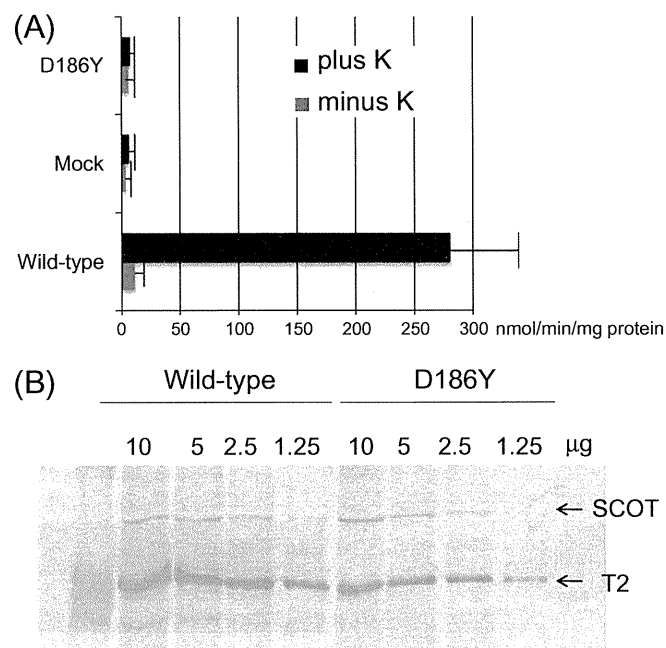 (A)
D186Y
Mock
Wild-type
plus K
minus K
0 50 100 150 200 250 300 nmol/min/mg protein
(B)
Wild-type D186Y
10 5 2.5 1.25 10 5 2.5 1.25 μg
← SCOT
← T2